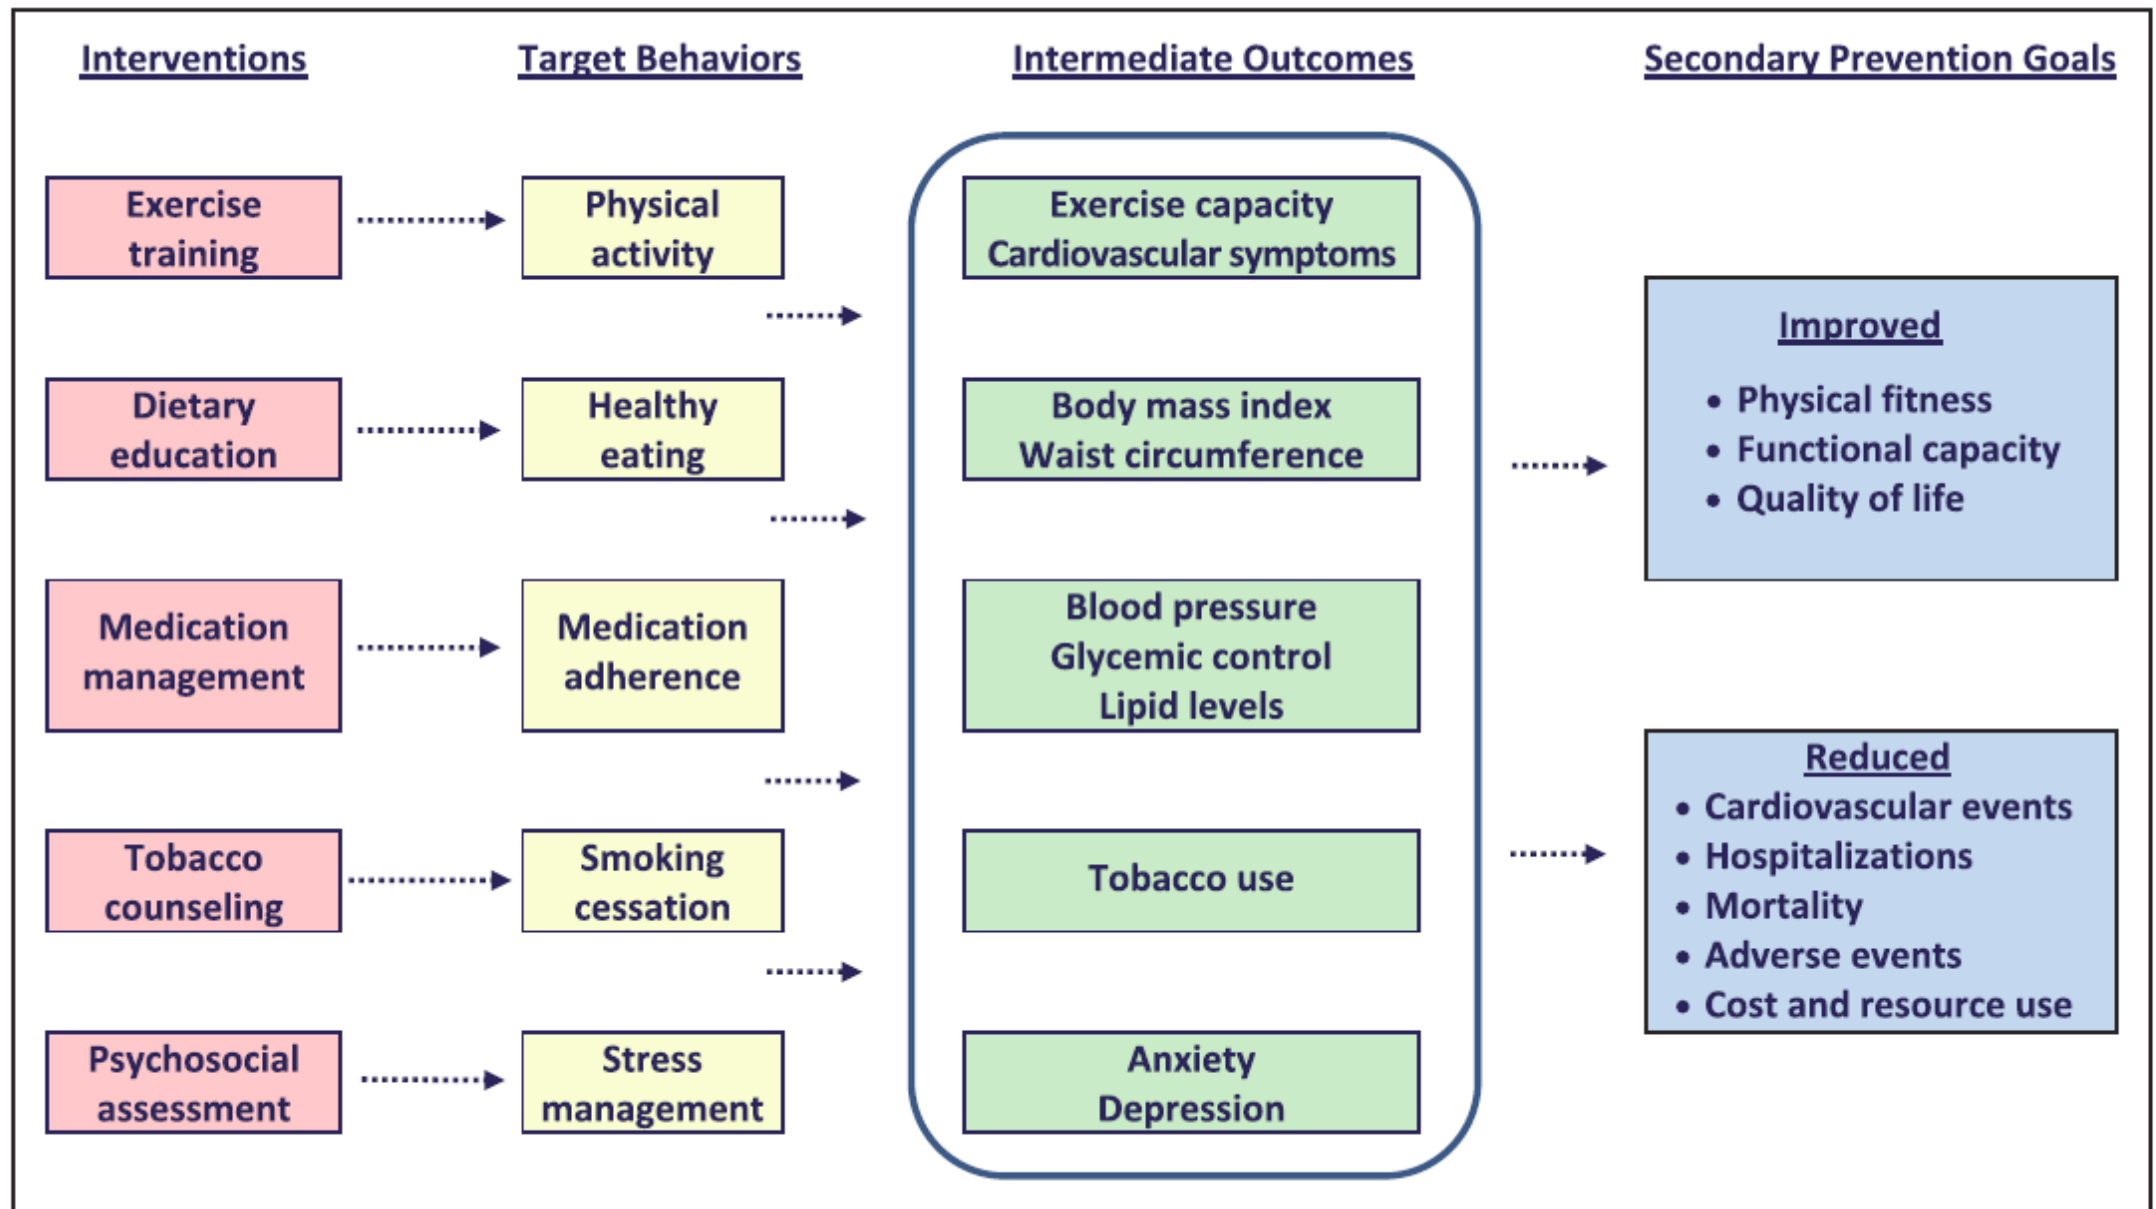 Interventions
Target Behaviors
Intermediate Outcomes
Secondary Prevention Goals
Exercise
training
Physical
activity
Exercise capacity
Cardiovascular symptoms
Dietary
education
Healthy
eating
Body mass index
Waist circumference
Medication
management
Medication
adherence
Blood pressure
Glycemic control
Lipid levels
Tobacco
counseling
Smoking
cessation
Tobacco use
Psychosocial
assessment
Stress
management
Anxiety
Depression
Improved
• Physical fitness
• Functional capacity
• Quality of life
Reduced
• Cardiovascular events
• Hospitalizations
• Mortality
• Adverse events
• Cost and resource use